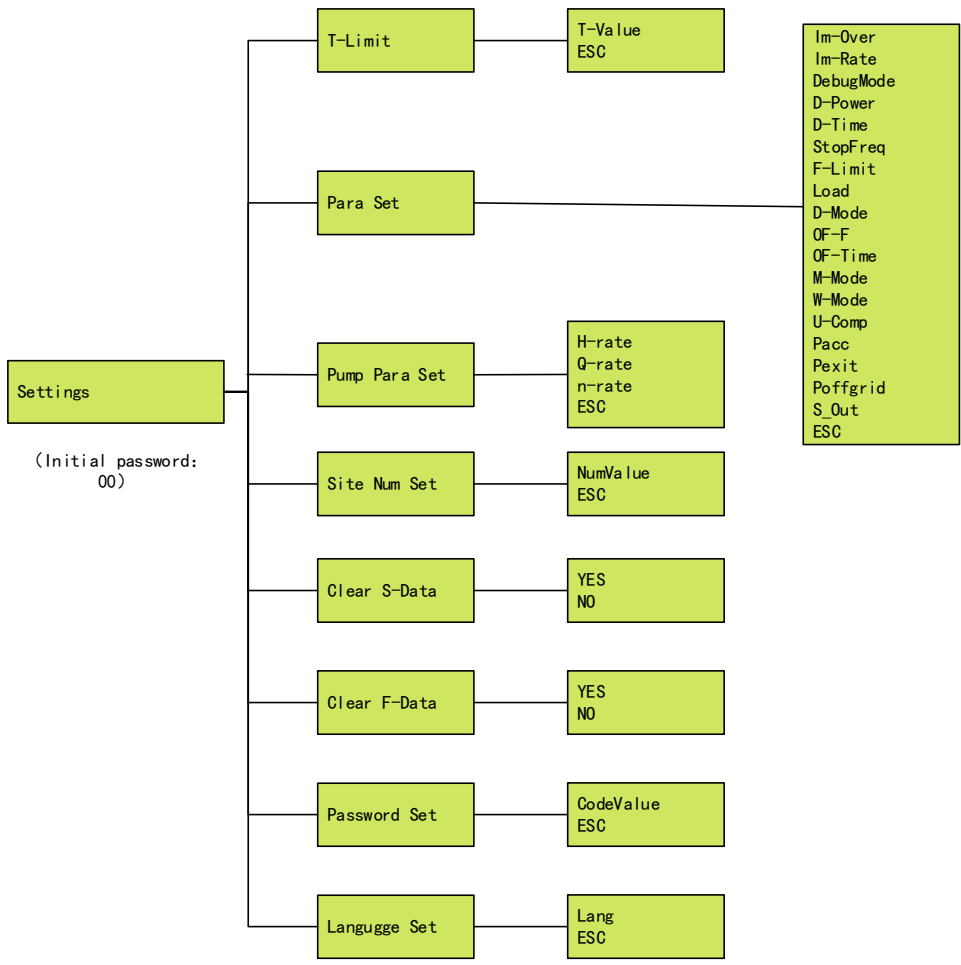 T-Limit
T-Value
ESC
Im-Over
Im-Rate
DebugMode
D-Power
D-Time
StopFreq
F-Limit
Load
D-Mode
OF-F
OF-Time
M-Mode
W-Mode
U-Comp
Pacc
Pexit
Poffgrid
S_Out
ESC
Para Set
Pump Para Set
H-rate
Q-rate
n-rate
ESC
Settings
(Initial password:
00)
Site Num Set
NumValue
ESC
Clear S-Data
YES
NO
Clear F-Data
YES
NO
Password Set
CodeValue
ESC
Langugge Set
Lang
ESC